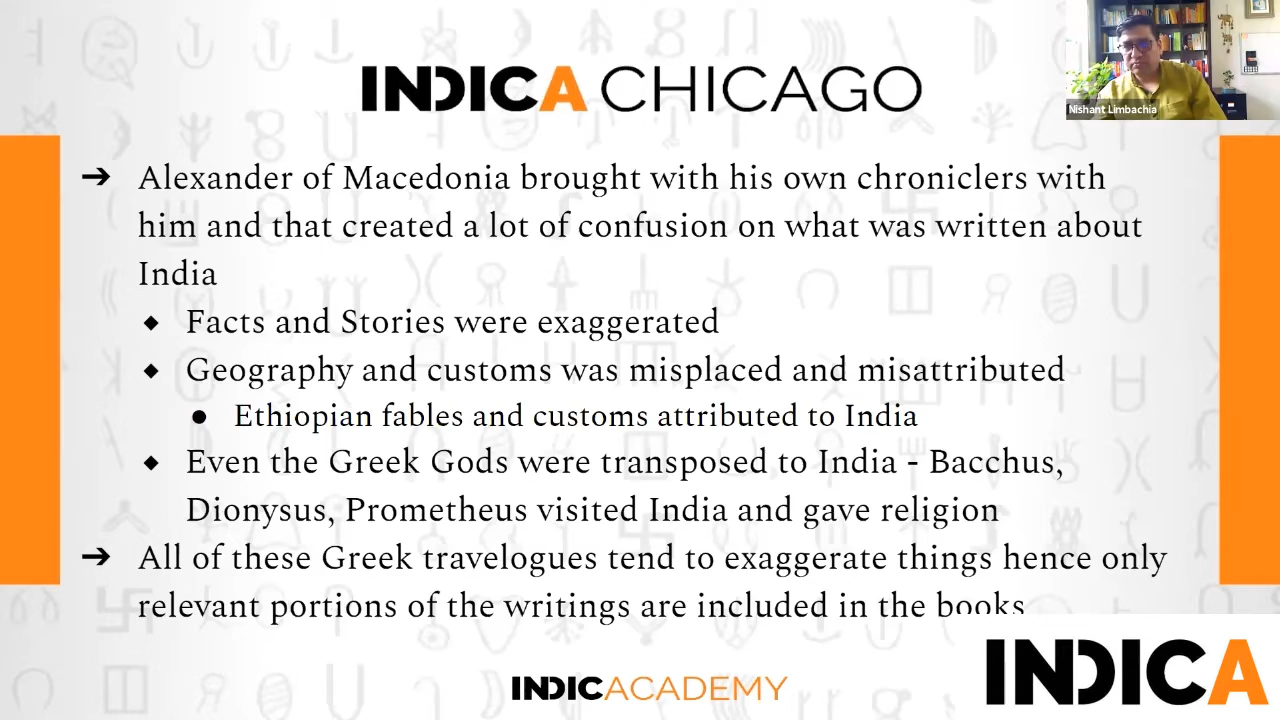 INDICA CHICAGO
Nishant Limbachia
➔ Alexander of Macedonia brought with his own chroniclers with
him and that created a lot of confusion on what was written about
India
◆ Facts and Stories were exaggerated
◆ Geography and customs was misplaced and misattributed
● Ethiopian fables and customs attributed to India
◆ Even the Greek Gods were transposed to India - Bacchus,
Dionysus, Prometheus visited India and gave religion
➔ All of these Greek travelogues tend to exaggerate things hence only
relevant portions of the writings are included in the books
INDICACADEMY
INDICA